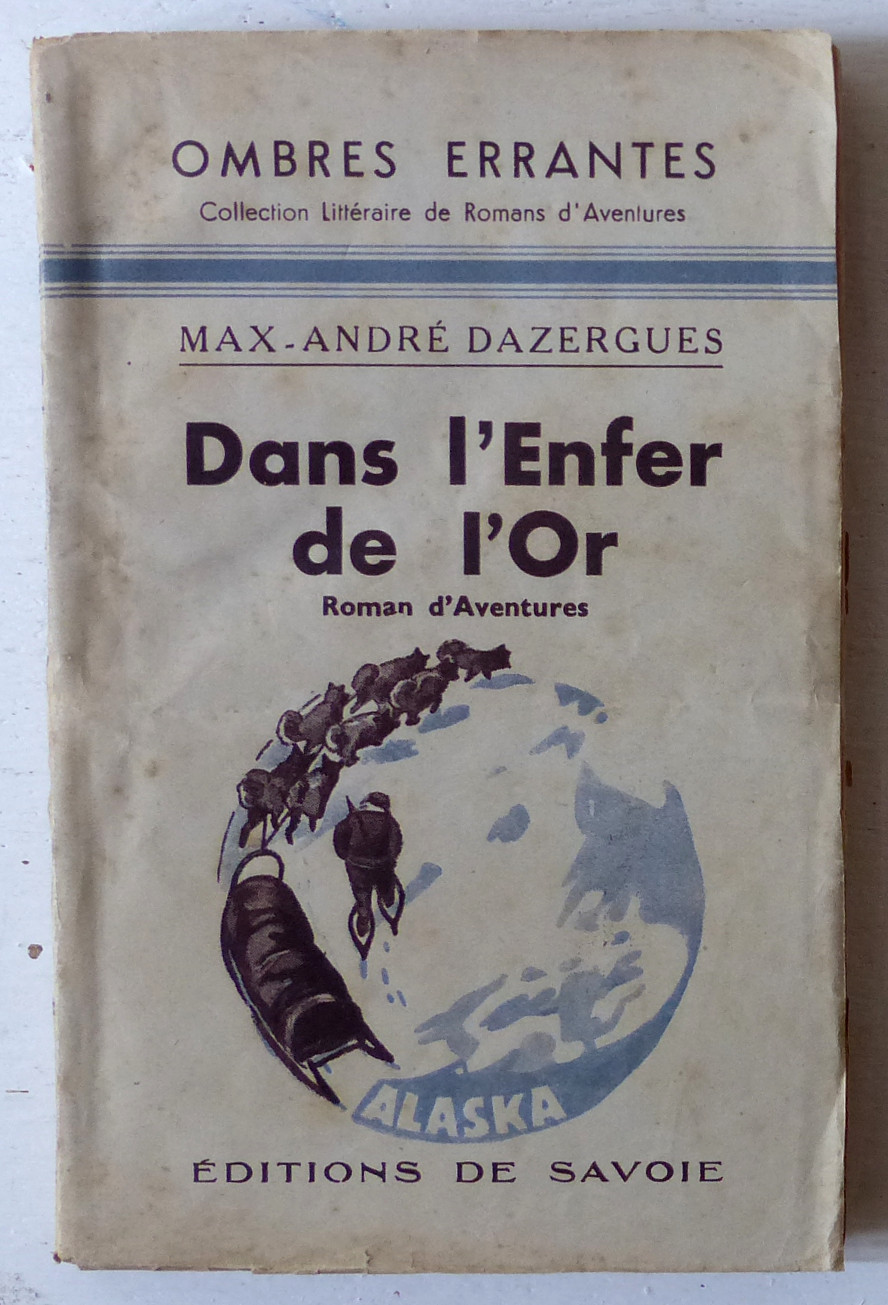 OMBRES ERRANTES
Collection Littéraire de Romans d'Aventures
MAX-ANDRÉ DAZERGUES
Dans l'Enfer
de l'Or
Roman d'Aventures
ALASKA
ÉDITIONS DE SAVOIE